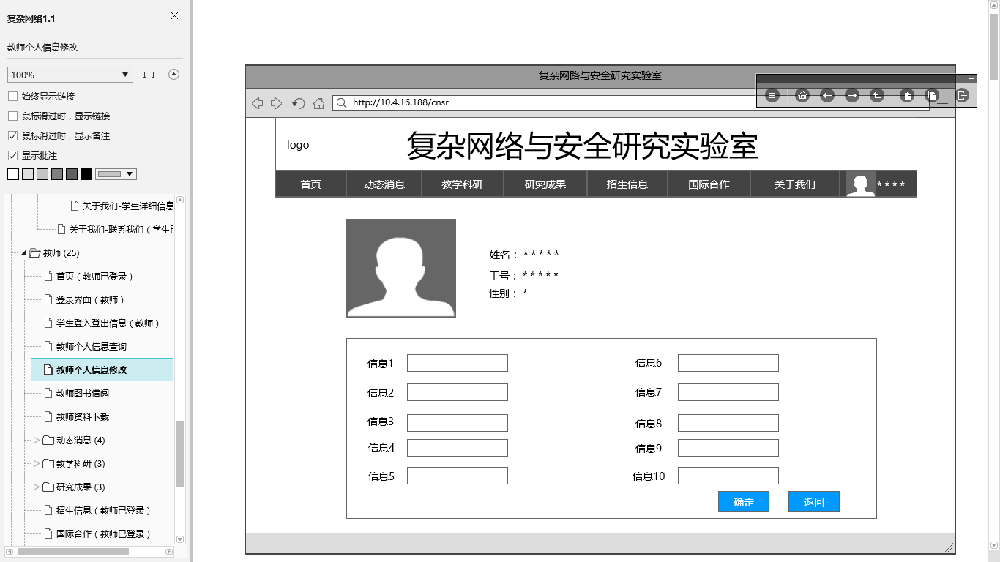 复杂网络1.1
教师个人信息修改
100%
1:1
始终显示链接
鼠标滑过时，显示链接
鼠标滑过时，显示备注
显示批注
关于我们-学生详细信息
关于我们-联系我们（学生
教师 (25)
首页（教师已登录）
登录界面（教师）
学生登入登出信息（教师）
教师个人信息查询
教师个人信息修改
教师图书借阅
教师资料下载
动态消息 (4)
教学科研 (3)
研究成果 (3)
招生信息（教师已登录）
国际合作（教师已登录）
复杂网路与安全研究实验室
http://10.4.16.188/cnsr
logo
复杂网络与安全研究实验室
首页 动态消息 教学科研 研究成果 招生信息 国际合作 关于我们 * * * *
姓名： * * * * *
工号： * * * * *
性别： *
信息1 信息6
信息2 信息7
信息3 信息8
信息4 信息9
信息5 信息10
确定 返回